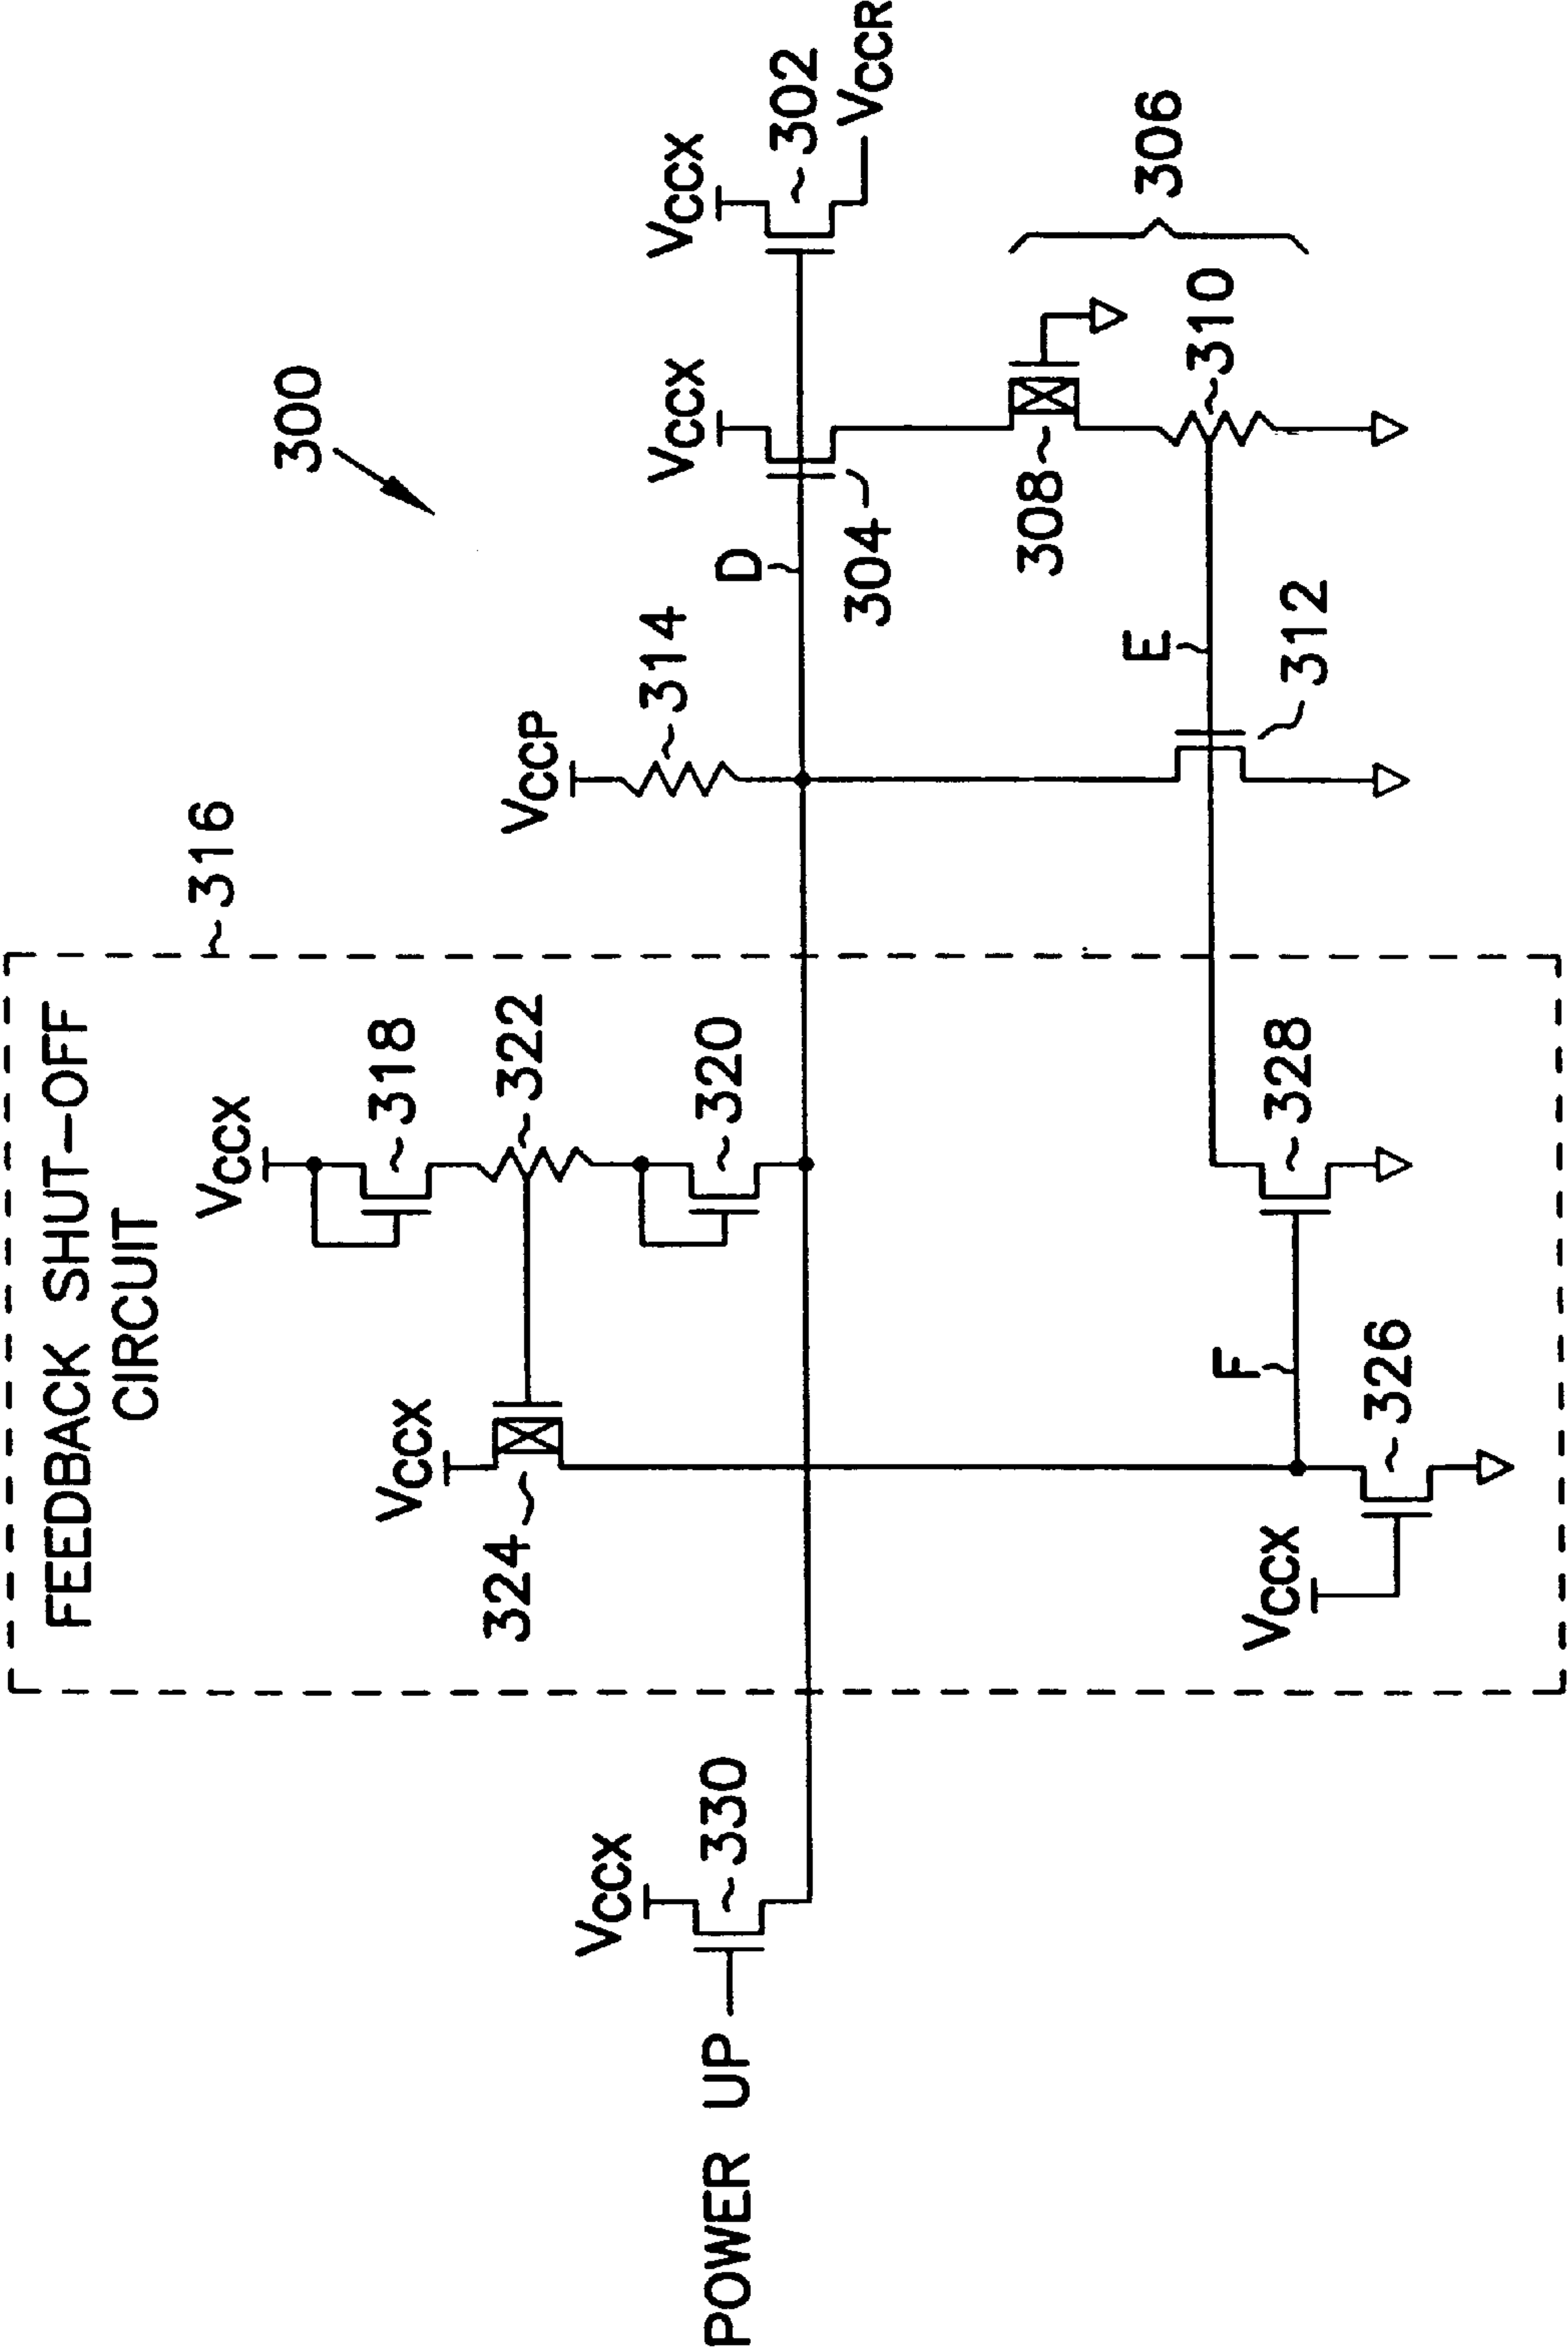 300
FEEDBACK SHUT-OFF
CIRCUIT
316
VCCX
318
322
320
VCCX
324
F
VCCX
326
328
POWER UP
VCCX
330
VCCP
314
D
E
312
VCCX
304
308
310
306
VCCX
302
VCCR